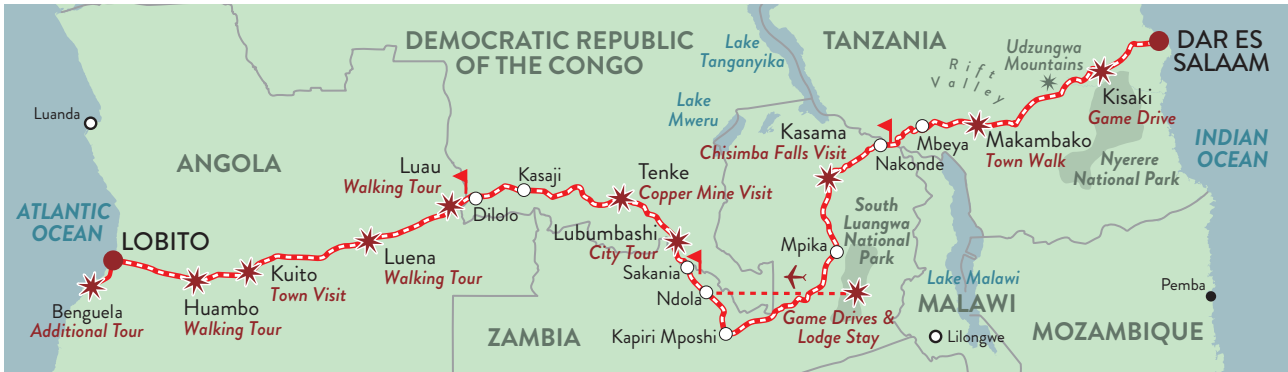 DEMOCRATIC REPUBLIC
OF THE CONGO
Lake
Tanganyika
TANZANIA
Udzungwa
Mountains
DAR ES
SALAAM
Rift
Valley
Kisaki
Game Drive
Lake
Mweru
Luanda
Kasama
Chisimba Falls Visit
Mbeya
Makambako
Town Walk
Nakonde
INDIAN
OCEAN
Nyerere
National Park
ANGOLA
Luau
Walking Tour
Kasaji
Dilolo
Tenke
Copper Mine Visit
ATLANTIC
OCEAN
LOBITO
Lubumbashi
City Tour
Sakania
South
Luangwa
National
Park
Mpika
Luena
Walking Tour
Kuito
Town Visit
Benguela
Additional Tour
Huambo
Walking Tour
Ndola
Lake Malawi
Pemba
ZAMBIA
Kapiri Mposhi
Game Drives &
Lodge Stay
MALAWI
Lilongwe
MOZAMBIQUE